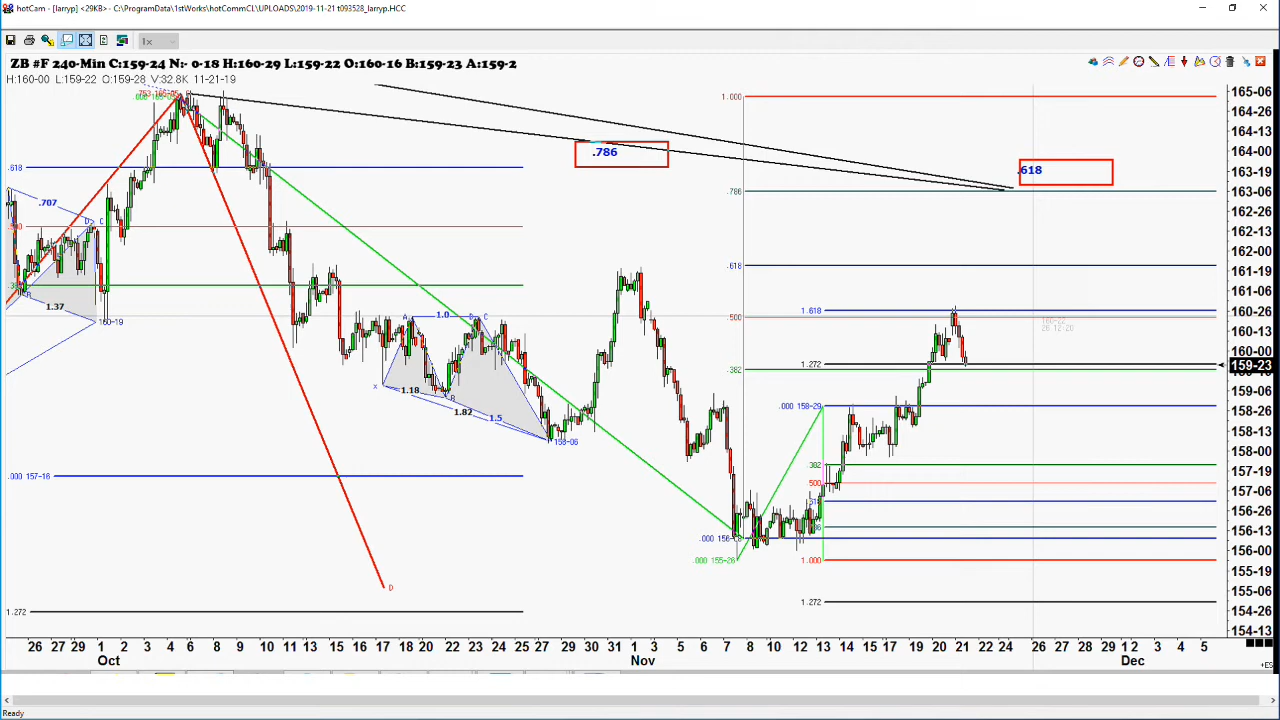 hotCam - [larryp] <29KB> - C:\ProgramData\1stWorks\hotCommCL\UPLOADS\2019-11-21 t093528_larryp.HCC
1x
ZB #F 240-Min C:159-24 N:- 0-18 H:160-29 L:159-22 O:160-16 B:159-23 A:159-2
H:160-00 L:159-22 O:159-28 V:32.8K 11-21-19
165-06
1.000
164-26
164-13
.786
164-00
.618
.618
163-19
.786
163-06
.707
162-26
D
C
162-13
162-00
.618
161-19
161-06
B
1.37
1.618
160-26
160-19
A
1.0
D
C
.500
160-22
26 12-20
160-13
160-00
1.272
159-23
.382
X
1.18
B
159-06
1.82
1.5
.000 158-29
158-26
158-06
158-13
158-00
.382
157-19
.000 157-16
.500
157-06
156-26
156-13
156-00
.000 155-26
1.000
D
155-19
155-06
1.272
1.272
154-26
154-13
26 27 28 29 1 2 3 4 5 6 8 9 10 11 13 15 16 17 18 20 22 23 24 25 27 28 29 30 31 1 3 5 6 7 8 10 12 13 14 15 17 19 20 21 22 24 26 27 28 29 1 2 3 4 5
Oct
Nov
Dec
+ES
Ready